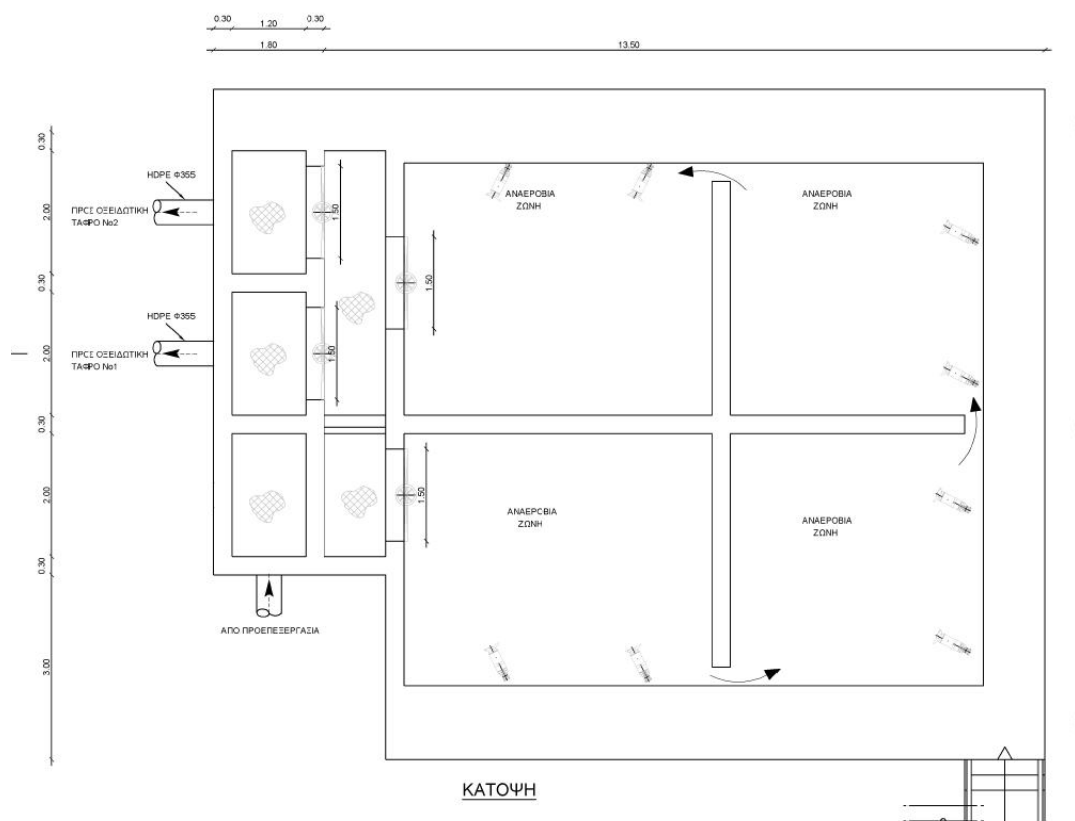 0.30 1.20 0.30
1.80 13.50
0.30
2.00
0.30
2.00
0.30
2.00
0.30
3.00
HDPE Φ355
ΠΡΟΣ ΟΞΕΙΔΩΤΙΚΗ
ΤΑΦΡΟ Νο2
HDPE Φ355
ΠΡΟΣ ΟΞΕΙΔΩΤΙΚΗ
ΤΑΦΡΟ Νο1
1.50
1.50
1.50
1.50
ΑΝΑΕΡΟΒΙΑ
ΖΩΝΗ
ΑΝΑΕΡΟΒΙΑ
ΖΩΝΗ
ΑΝΑΕΡΟΒΙΑ
ΖΩΝΗ
ΑΝΑΕΡΟΒΙΑ
ΖΩΝΗ
ΑΠΟ ΠΡΟΕΠΕΞΕΡΓΑΣΙΑ
ΚΑΤΟΨΗ